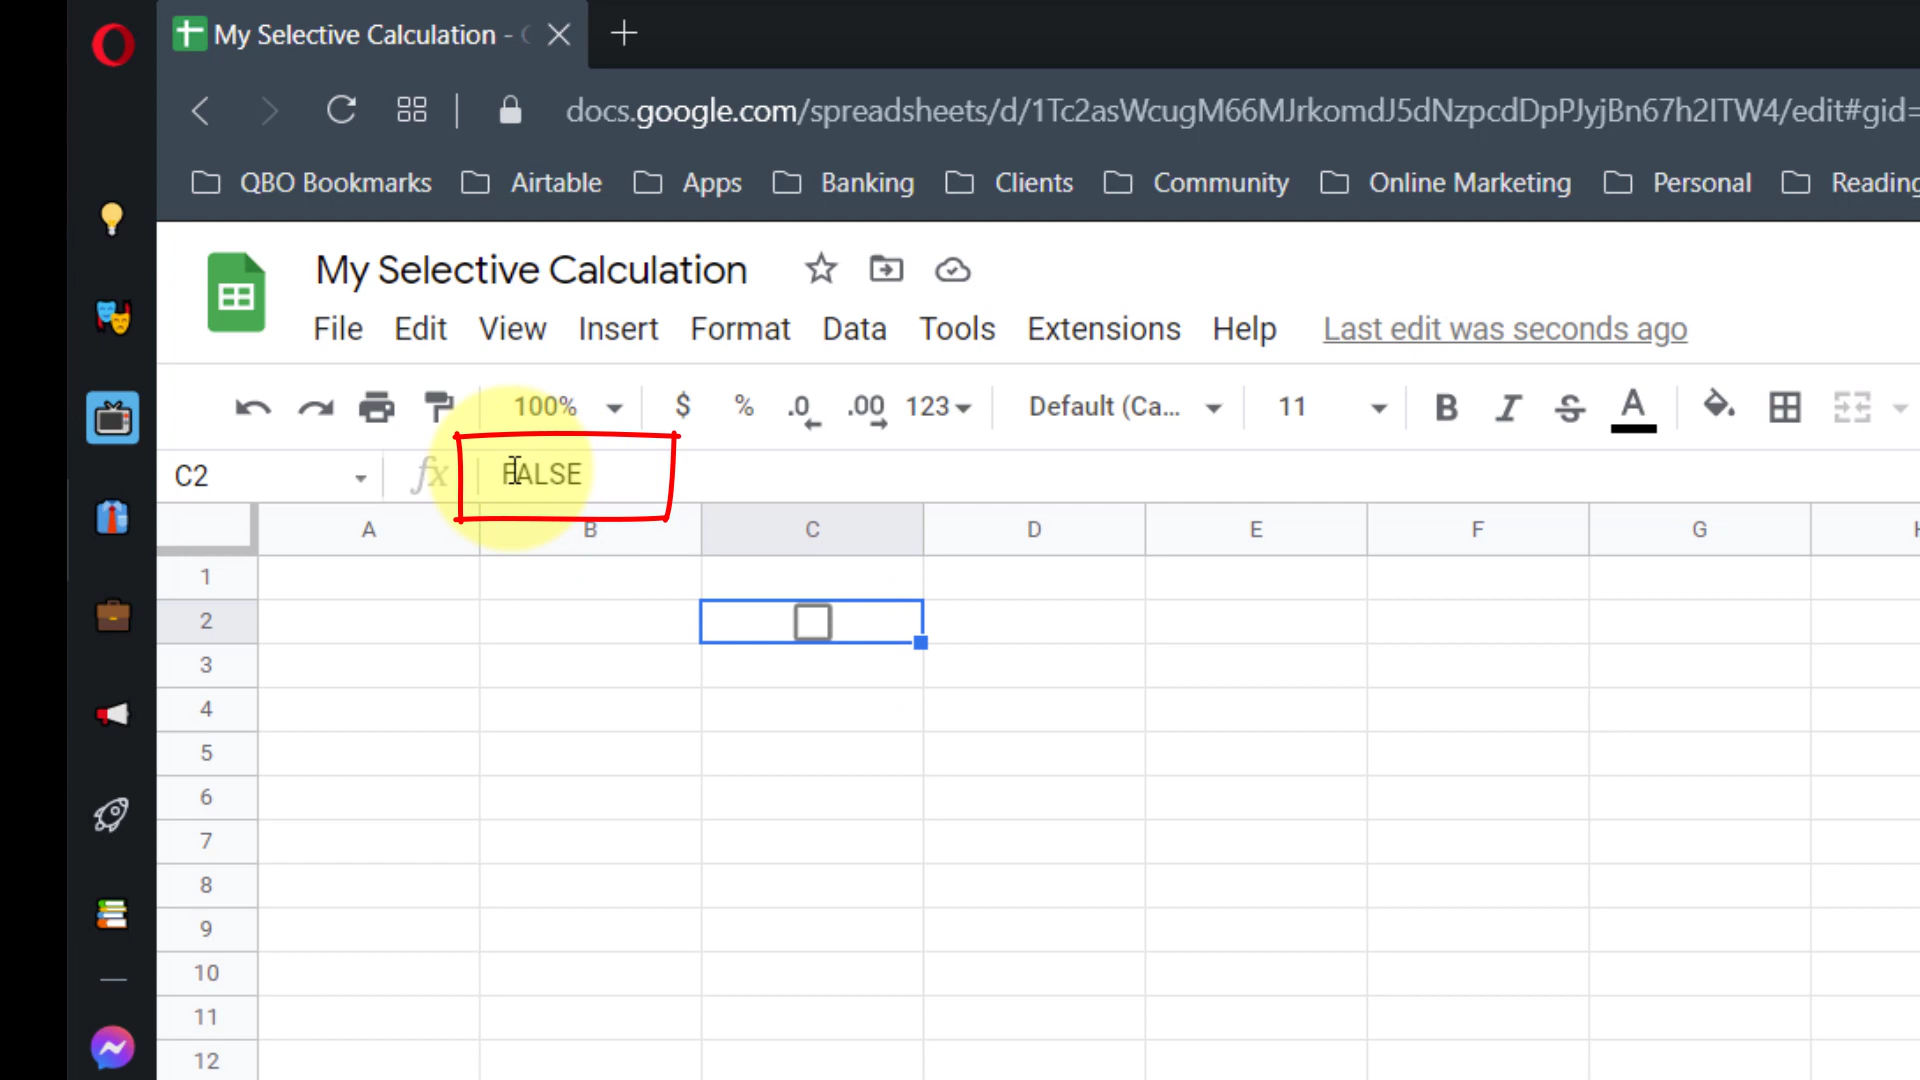 My Selective Calculation -
docs.google.com/spreadsheets/d/1Tc2asWcugM66MJrkomdJ5dNzpcdDpPJyjBn67h2ITW4/edit#gid=
QBO Bookmarks Airtable Apps Banking Clients Community Online Marketing Personal Reading
My Selective Calculation
File Edit View Insert Format Data Tools Extensions Help Last edit was seconds ago
100% $ % .0 .00 123 Default (Ca... 11 B I S A
C2 fx FALSE
A B C D E F G H
1
2
3
4
5
6
7
8
9
10
11
12